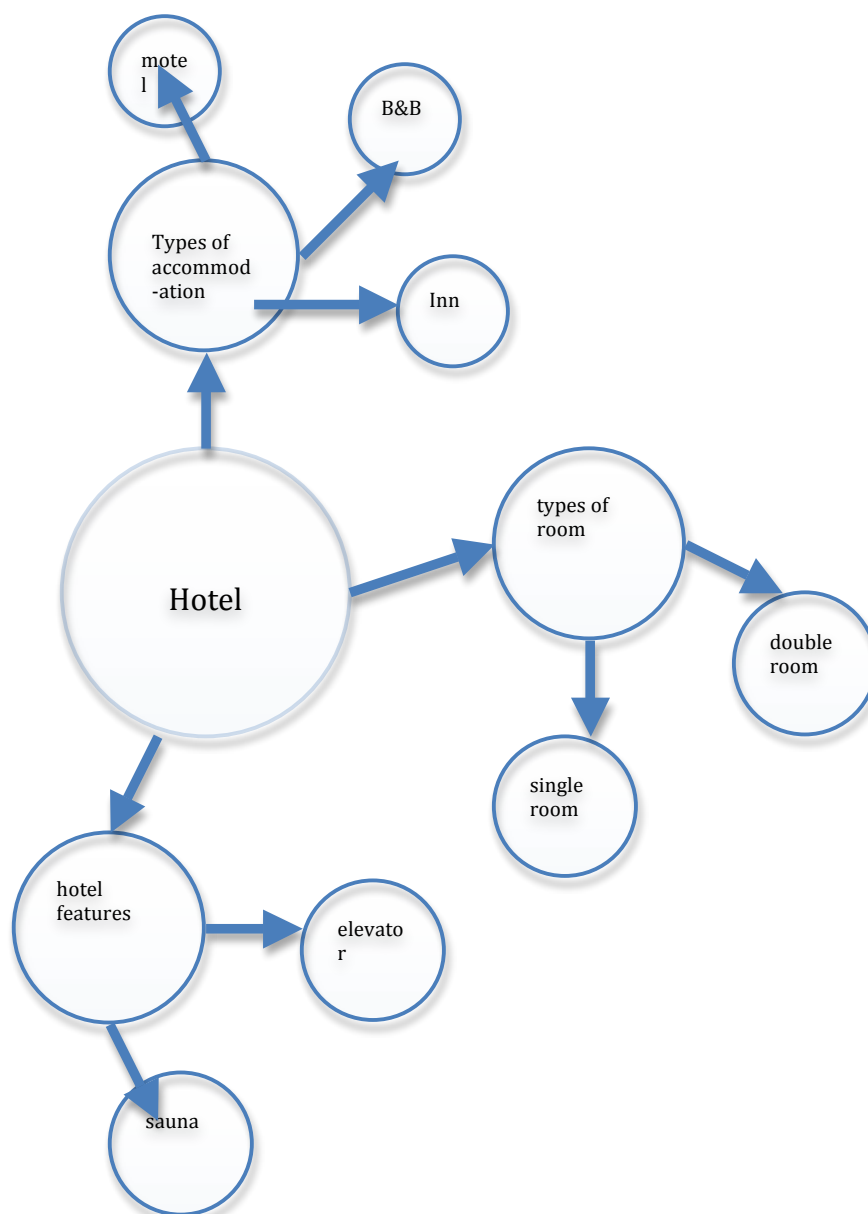 mote
l
B&B
Types of
accommod
-ation
Inn
types of
room
Hotel
double
room
single
room
hotel
features
elevato
r
sauna